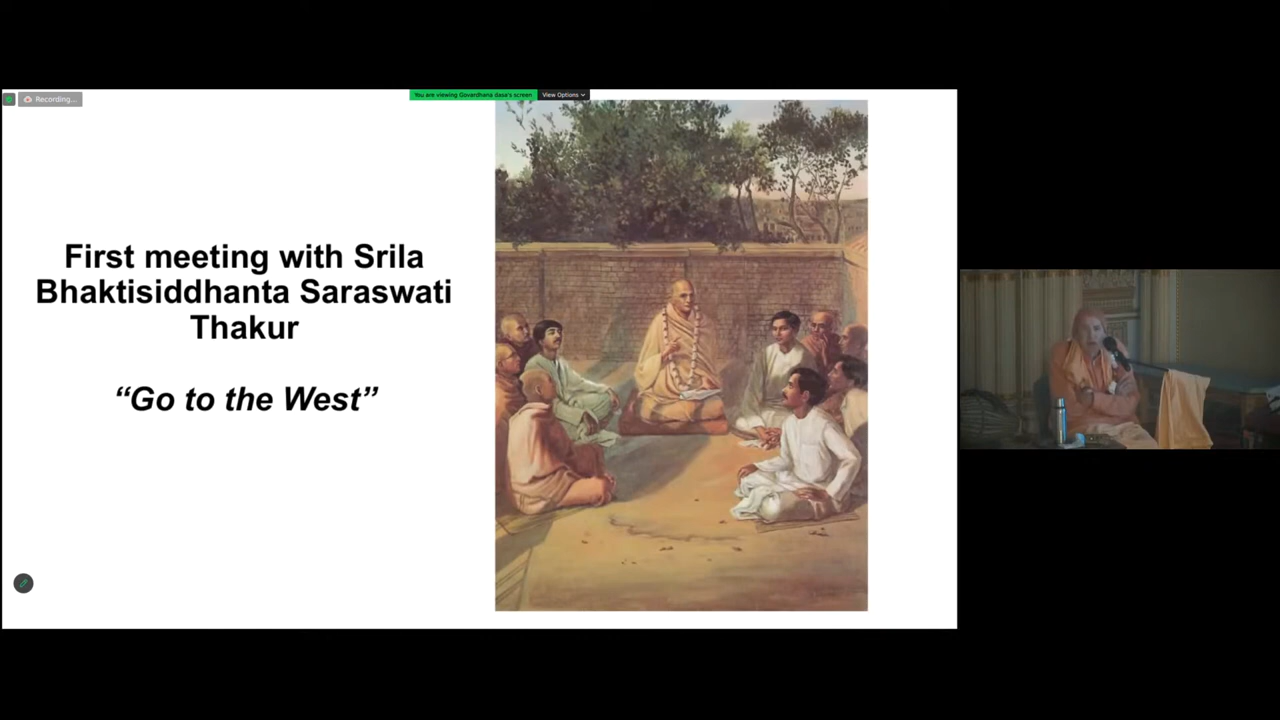 Recording...
You are viewing Govardhana dasa's screen View Options
First meeting with Srila
Bhaktisiddhanta Saraswati
Thakur
“Go to the West”